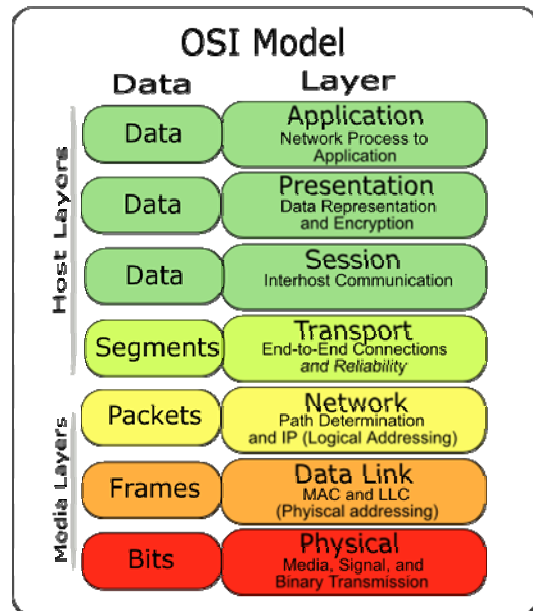 OSI Model
Data Layer
Host Layers
Data
Application
Network Process to
Application
Data
Presentation
Data Representation
and Encryption
Data
Session
Interhost Communication
Segments
Transport
End-to-End Connections
and Reliability
Media Layers
Packets
Network
Path Determination
and IP (Logical Addressing)
Frames
Data Link
MAC and LLC
(Phyiscal addressing)
Bits
Physical
Media, Signal, and
Binary Transmission